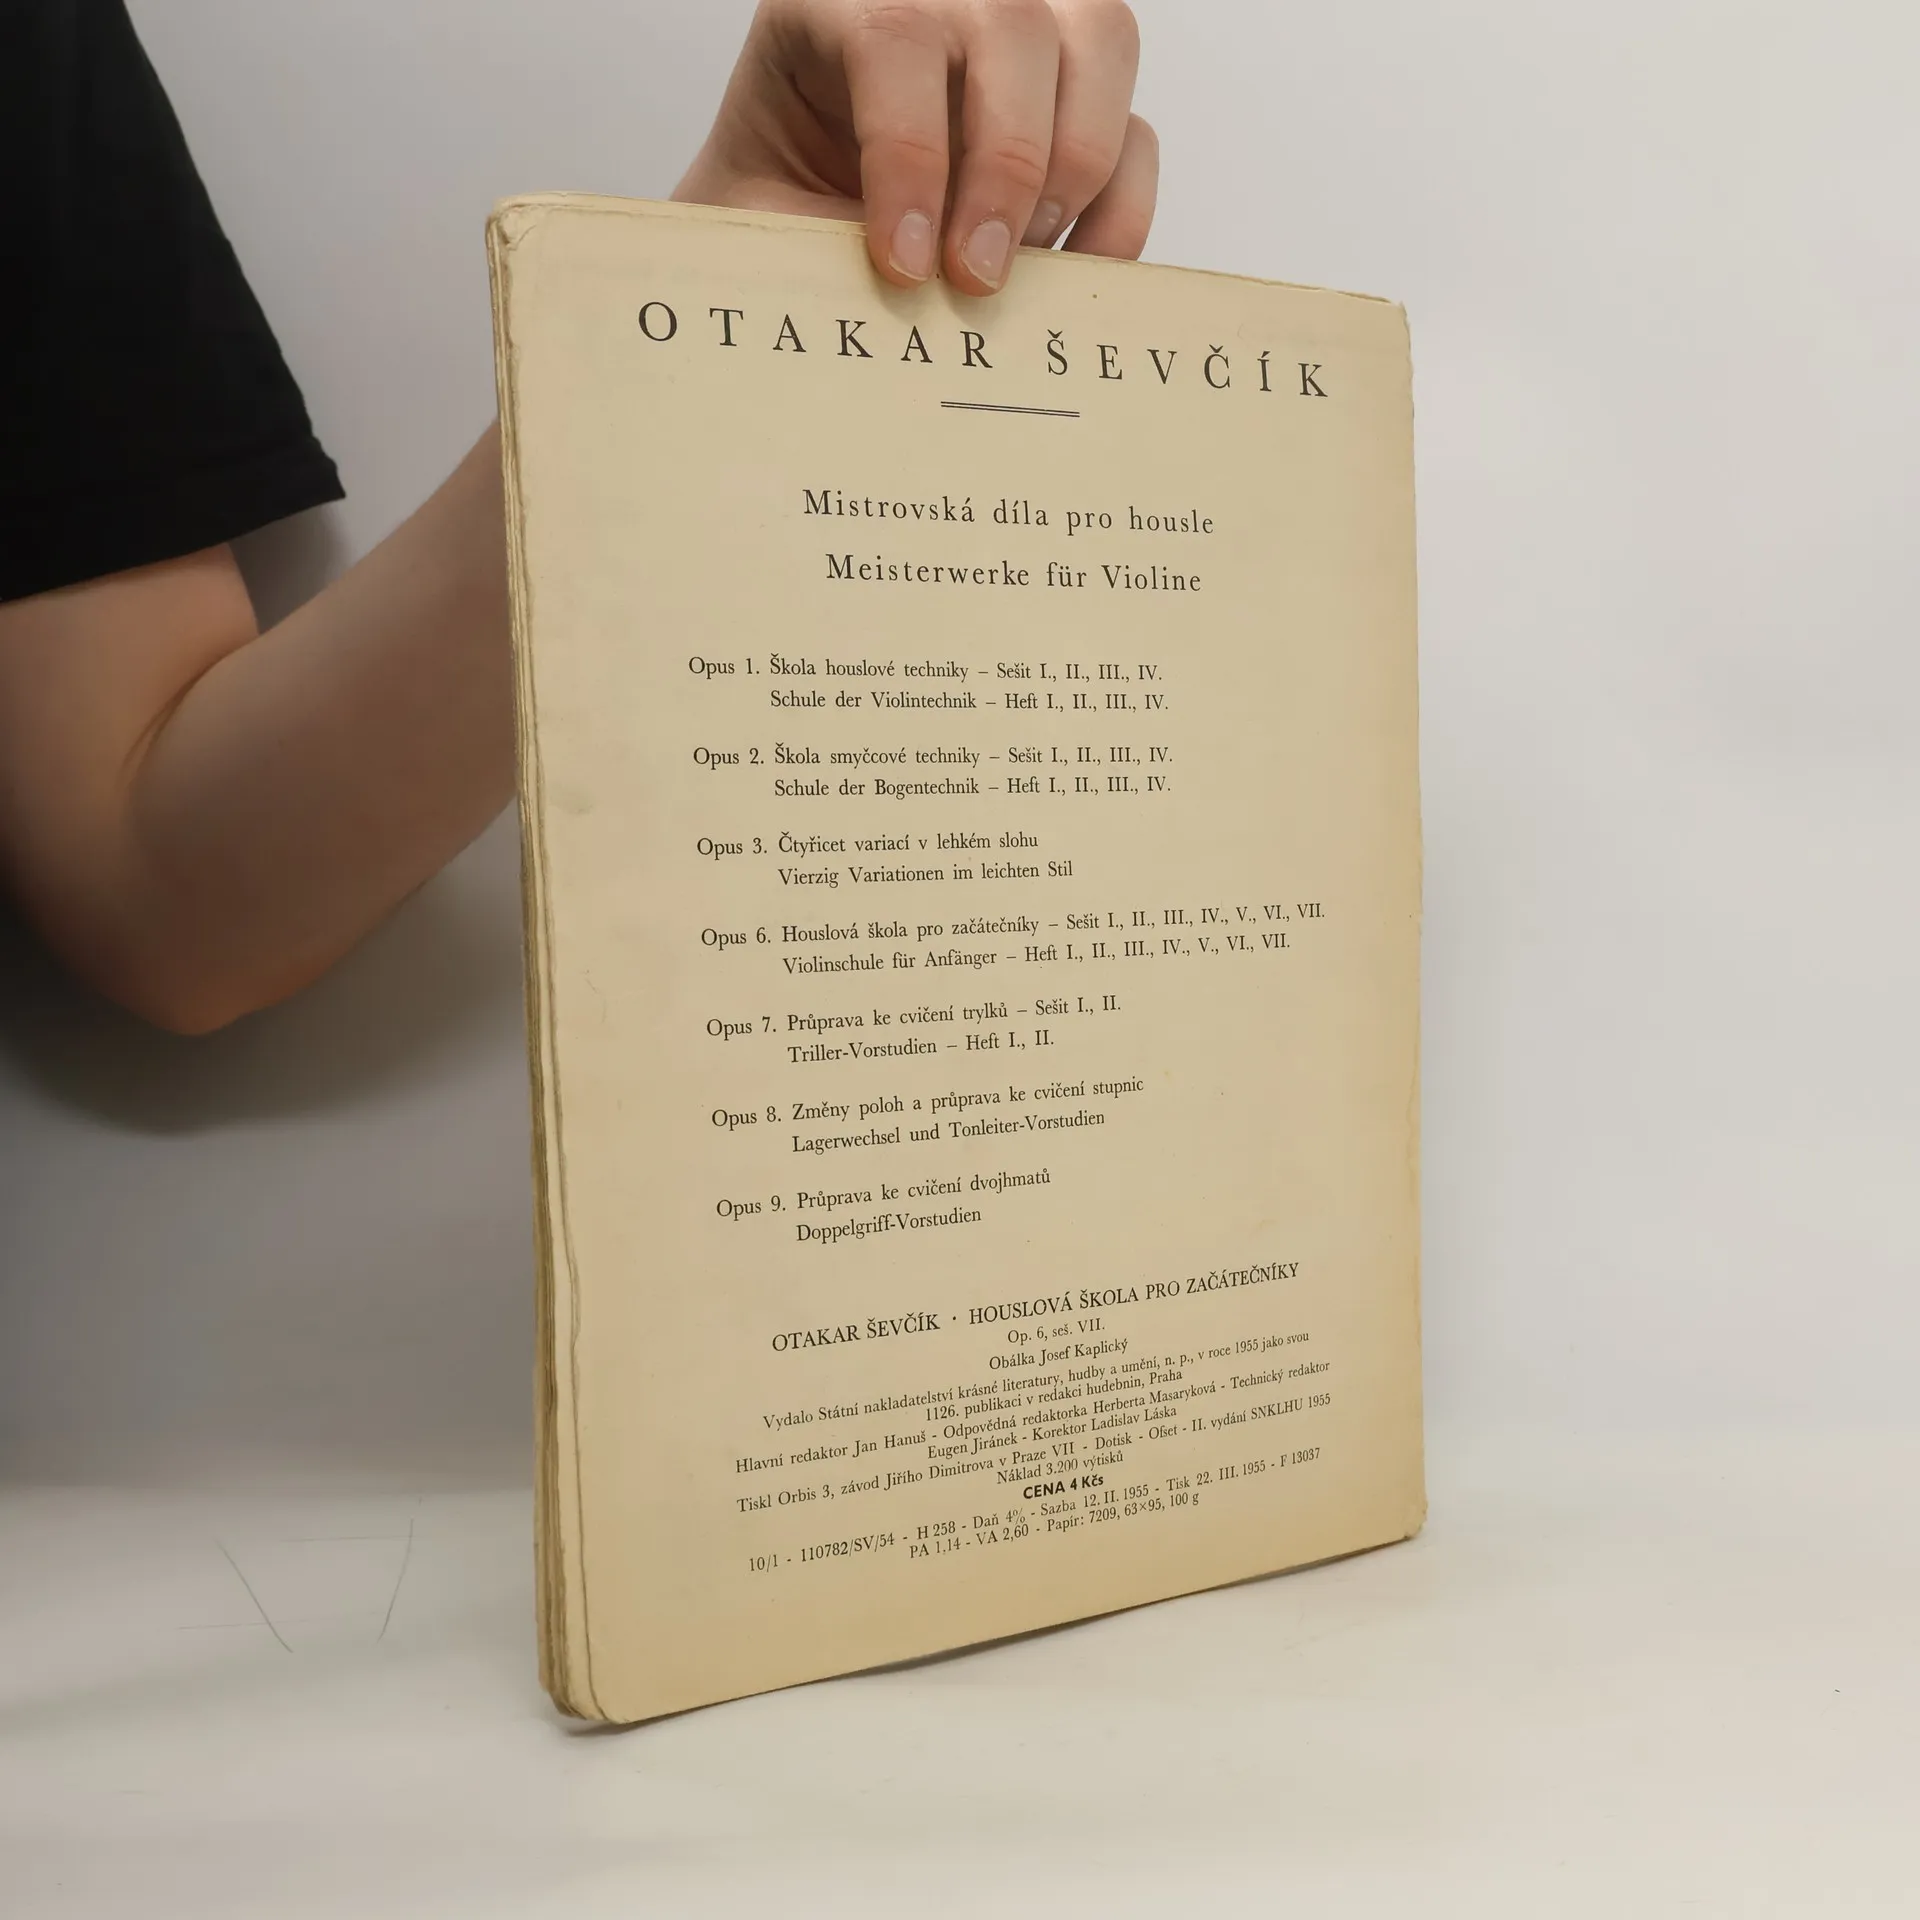 OTAKAR ŠEVČÍK
Mistrovská díla pro housle
Meisterwerke für Violine
Opus 1. Škola houslové techniky – Sešit I., II., III., IV.
Schule der Violintechnik – Heft I., II., III., IV.
Opus 2. Škola smyčcové techniky – Sešit I., II., III., IV.
Schule der Bogentechnik – Heft I., II., III., IV.
Opus 3. Čtyřicet variací v lehkém slohu
Vierzig Variationen im leichten Stil
Opus 6. Houslová škola pro začátečníky – Sešit I., II., III., IV., V., VI., VII.
Violinschule für Anfänger – Heft I., II., III., IV., V., VI., VII.
Opus 7. Průprava ke cvičení trylků – Sešit I., II.
Triller-Vorstudien – Heft I., II.
Opus 8. Změny poloh a průprava ke cvičení stupnic
Lagerwechsel und Tonleiter-Vorstudien
Opus 9. Průprava ke cvičení dvojhmatů
Doppelgriff-Vorstudien
OTAKAR ŠEVČÍK · HOUSLOVÁ ŠKOLA PRO ZAČÁTEČNÍKY
Op. 6, seš. VII.
Obálka Josef Kaplický
Vydalo Státní nakladatelství krásné literatury, hudby a umění, n. p., v roce 1955 jako svou
1126. publikaci v redakci hudebnin, Praha
Hlavní redaktor Jan Hanuš - Odpovědná redaktorka Herberta Masaryková - Technický redaktor
Eugen Jiránek - Korektor Ladislav Láska
Tiskl Orbis 3, závod Jiřího Dimitrova v Praze VII - Dotisk - Ofset - II. vydání SNKLHU 1955
Náklad 3.200 výtisků
CENA 4 Kčs
10/1 - 110782/SV/54 - H 258 - Daň 4% - Sazba 12. II. 1955 - Tisk 22. III. 1955 - F 13037
PA 1,14 - VA 2,60 - Papír: 7209, 63×95, 100 g